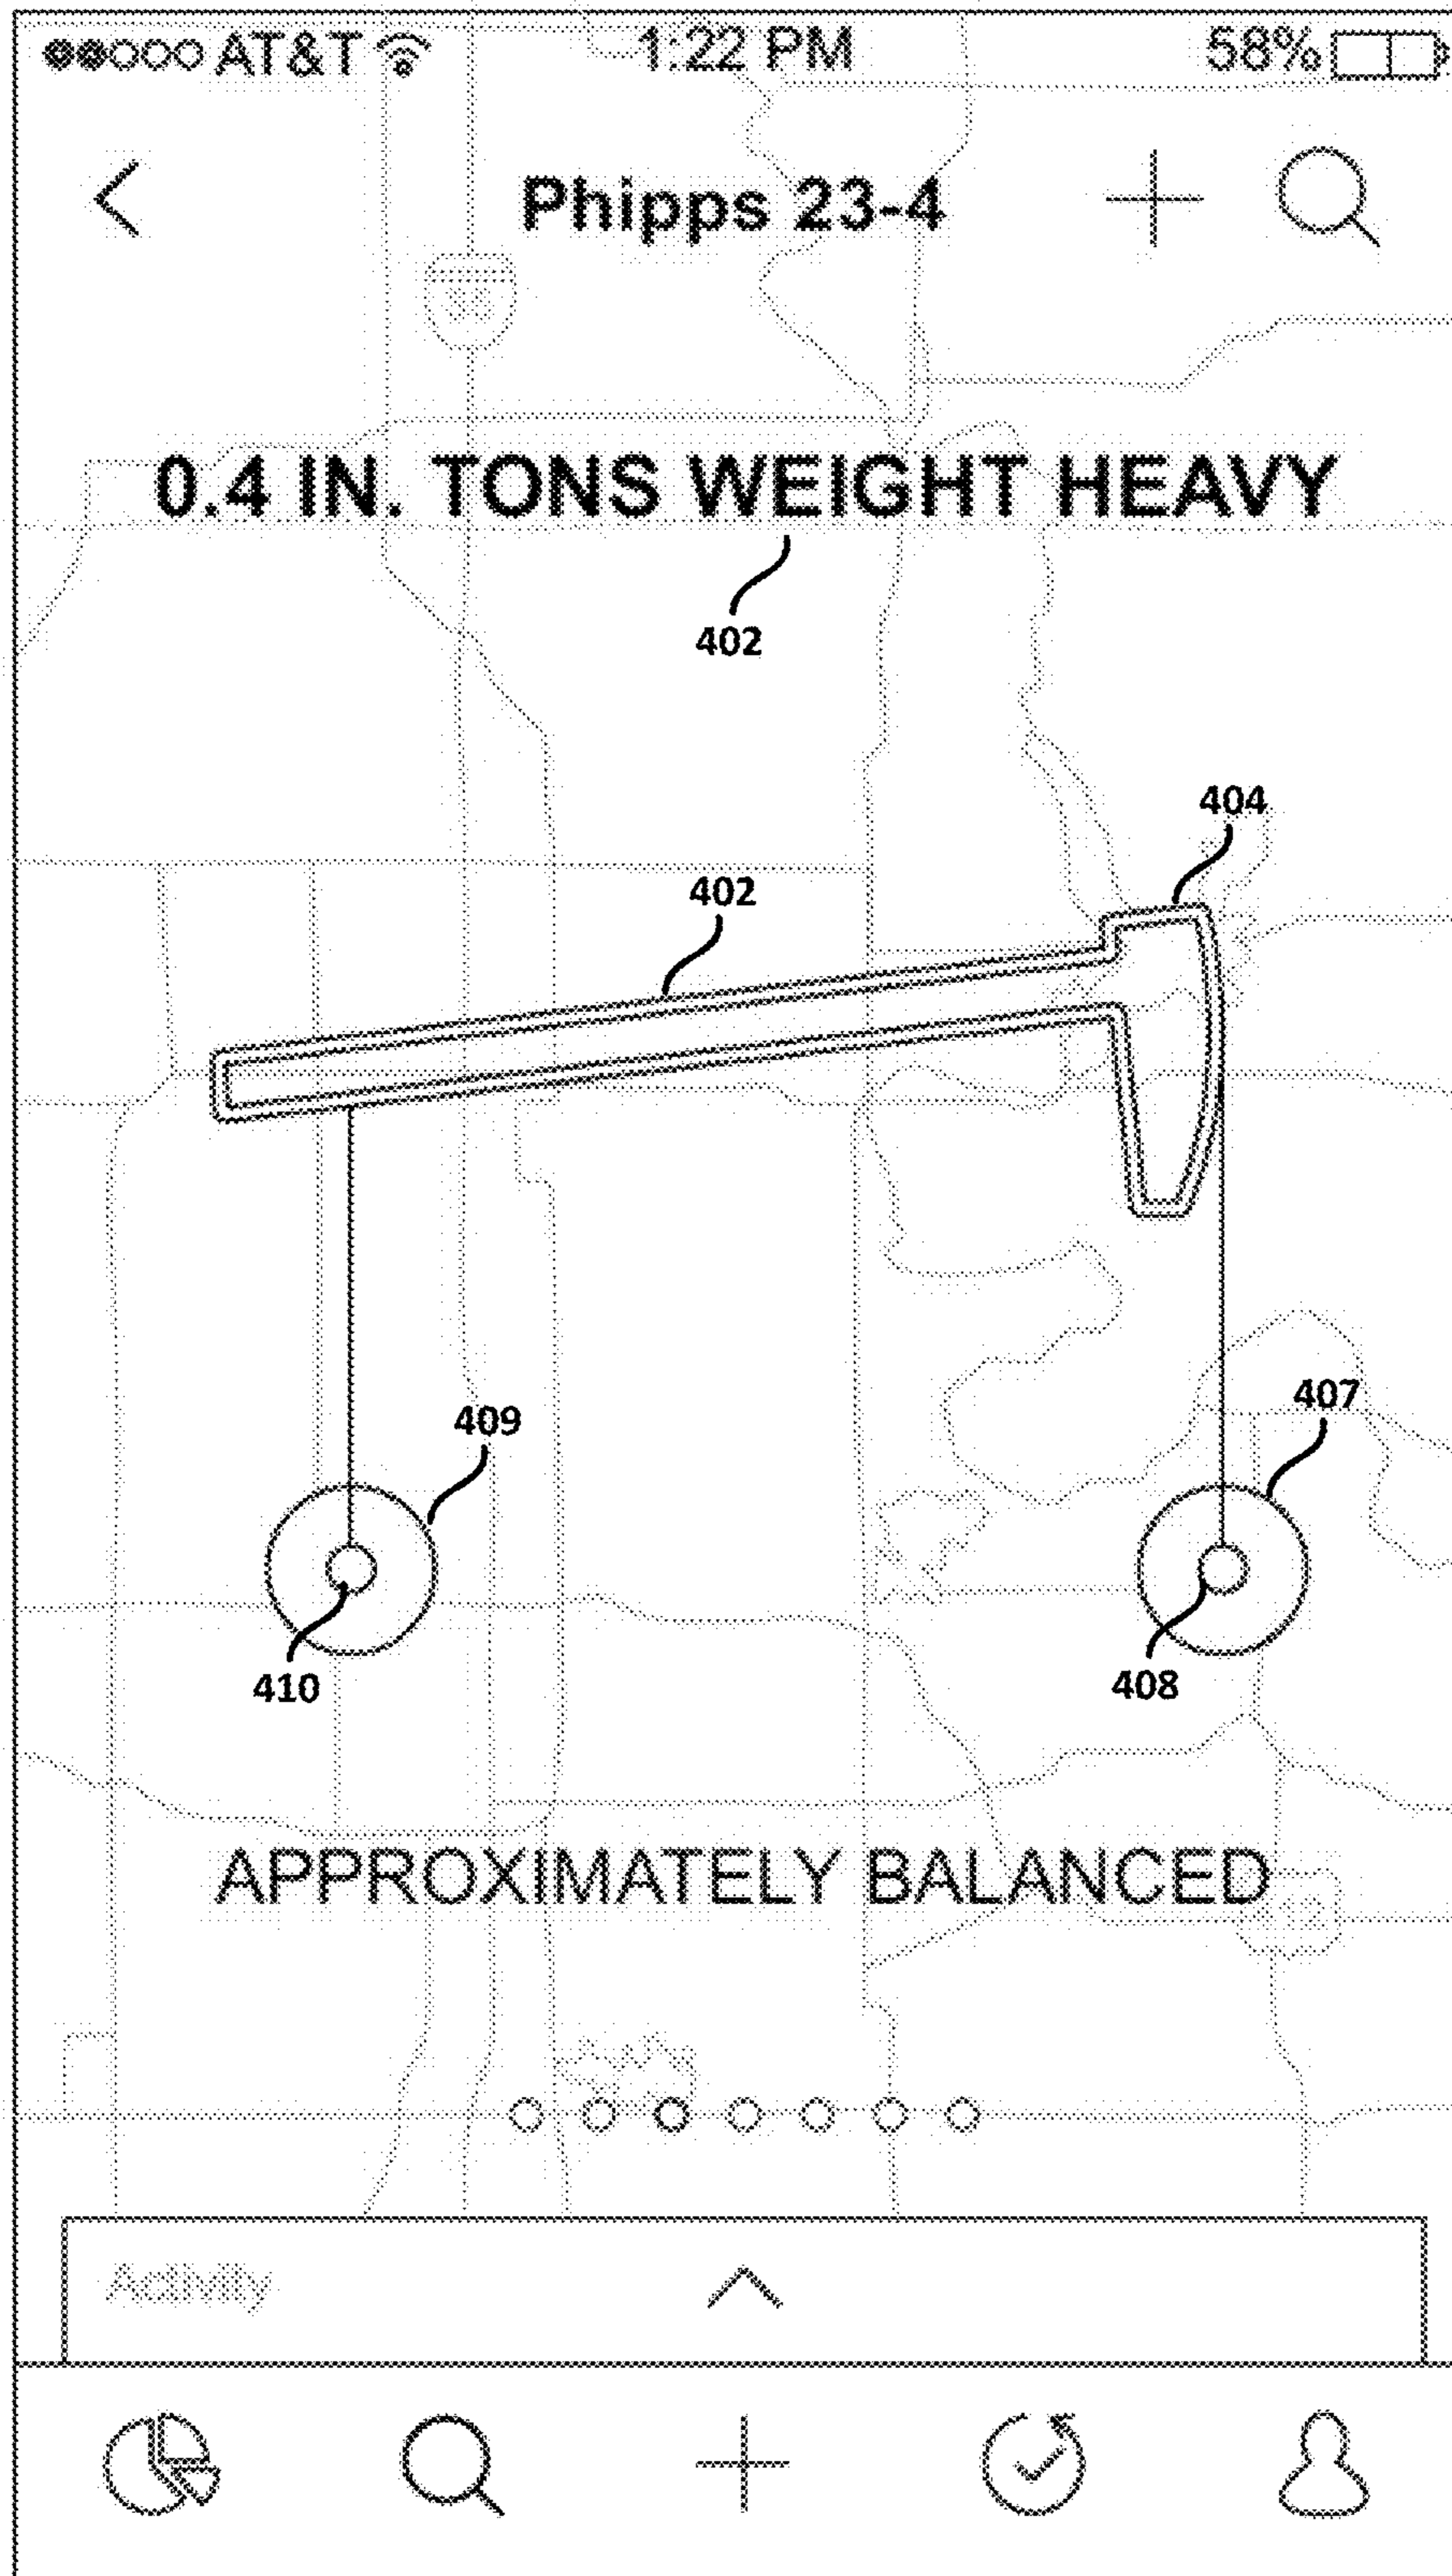 AT&T 1:22 PM 58%
Phipps 23-4
0.4 IN. TONS WEIGHT HEAVY
402
404
402
407
409
410
408
APPROXIMATELY BALANCED
Activity